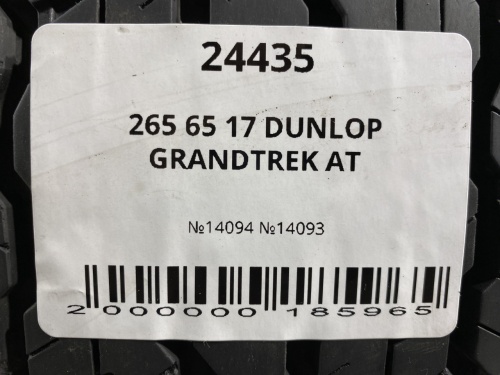 24435
265 65 17 DUNLOP
GRANDTREK AT
№14094 №14093
2 000000 185965